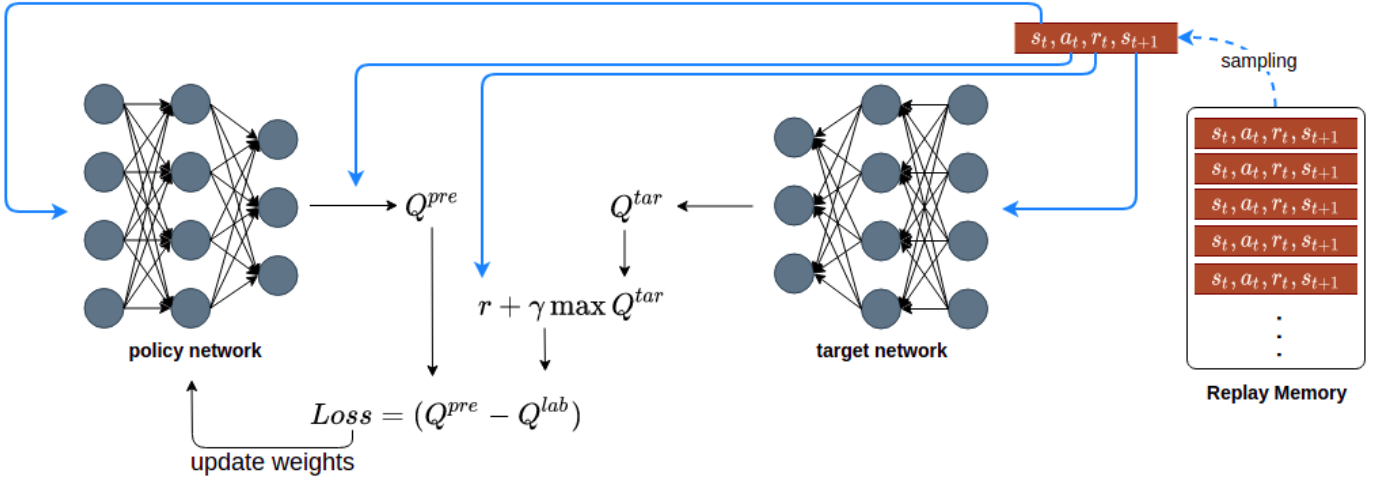 s_t, a_t, r_t, s_{t+1}
sampling
s_t, a_t, r_t, s_{t+1}
s_t, a_t, r_t, s_{t+1}
s_t, a_t, r_t, s_{t+1}
s_t, a_t, r_t, s_{t+1}
s_t, a_t, r_t, s_{t+1}
. . .
Replay Memory
Q^{pre}
Q^{tar}
r + γ max Q^{tar}
policy network
target network
Loss = (Q^{pre} − Q^{lab})
update weights